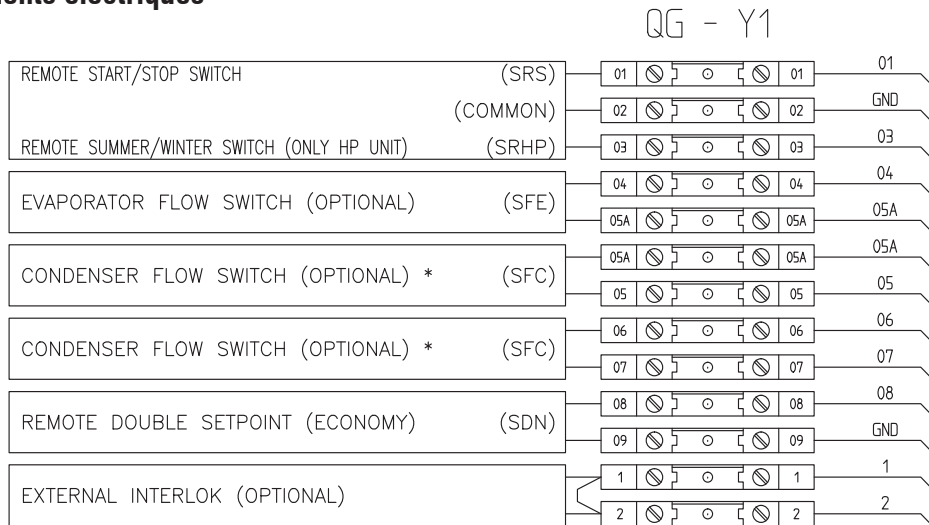 QG - Y1
REMOTE START/STOP SWITCH (SRS) 01 01 01
(COMMON) 02 02 GND
REMOTE SUMMER/WINTER SWITCH (ONLY HP UNIT) (SRHP) 03 03 03
04 04 04
EVAPORATOR FLOW SWITCH (OPTIONAL) (SFE)
05A 05A 05A
05A 05A 05A
CONDENSER FLOW SWITCH (OPTIONAL) * (SFC)
05 05 05
06 06 06
CONDENSER FLOW SWITCH (OPTIONAL) * (SFC)
07 07 07
08 08 08
REMOTE DOUBLE SETPOINT (ECONOMY) (SDN)
09 09 GND
1 1 1
EXTERNAL INTERLOK (OPTIONAL)
2 2 2